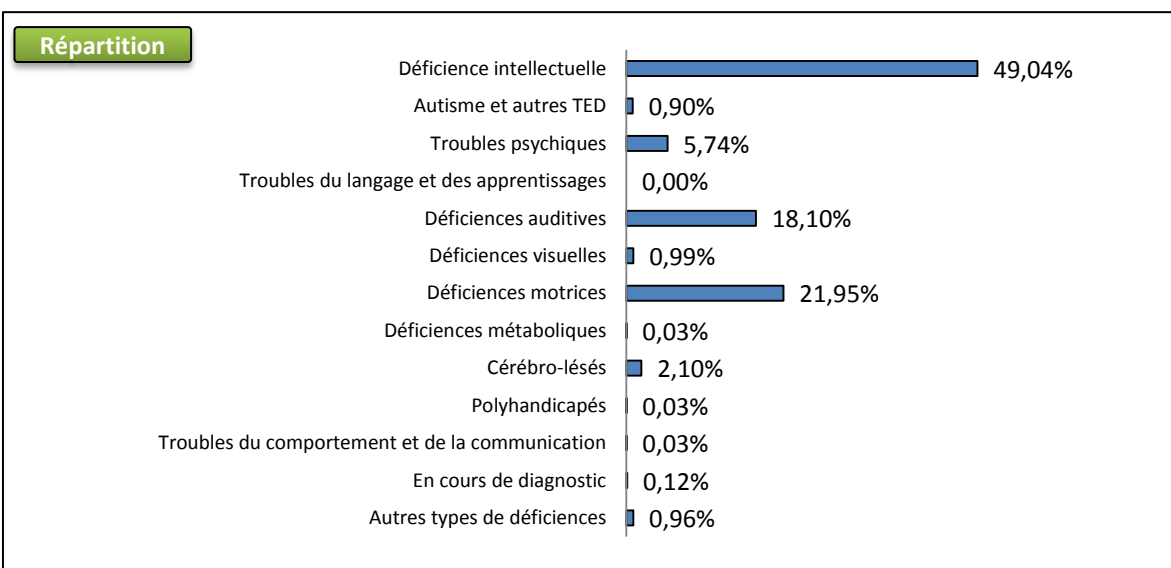 Répartition
Déficience intellectuelle 49,04%
Autisme et autres TED 0,90%
Troubles psychiques 5,74%
Troubles du langage et des apprentissages 0,00%
Déficiences auditives 18,10%
Déficiences visuelles 0,99%
Déficiences motrices 21,95%
Déficiences métaboliques 0,03%
Cérébro-lésés 2,10%
Polyhandicapés 0,03%
Troubles du comportement et de la communication 0,03%
En cours de diagnostic 0,12%
Autres types de déficiences 0,96%